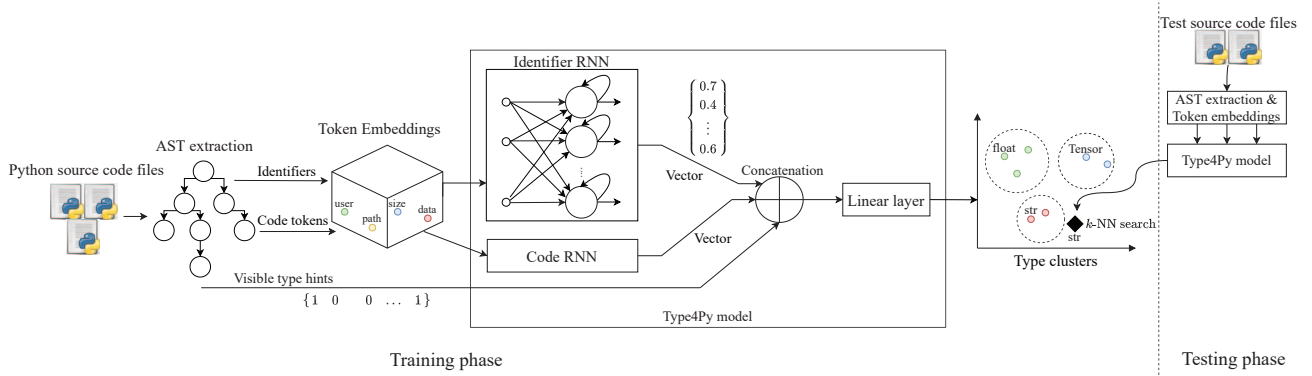 Python source code files
AST extraction
Identifiers
Code tokens
Visible type hints
{1 0 0 ... 1}
Token Embeddings
user
path
size
data
Identifier RNN
⋮
Code RNN
0.7
0.4
⋮
0.6
Vector
Vector
Concatenation
Linear layer
Type4Py model
float
Tensor
str
str
k-NN search
Type clusters
Training phase
Test source code files
AST extraction &
Token embeddings
Type4Py model
Testing phase